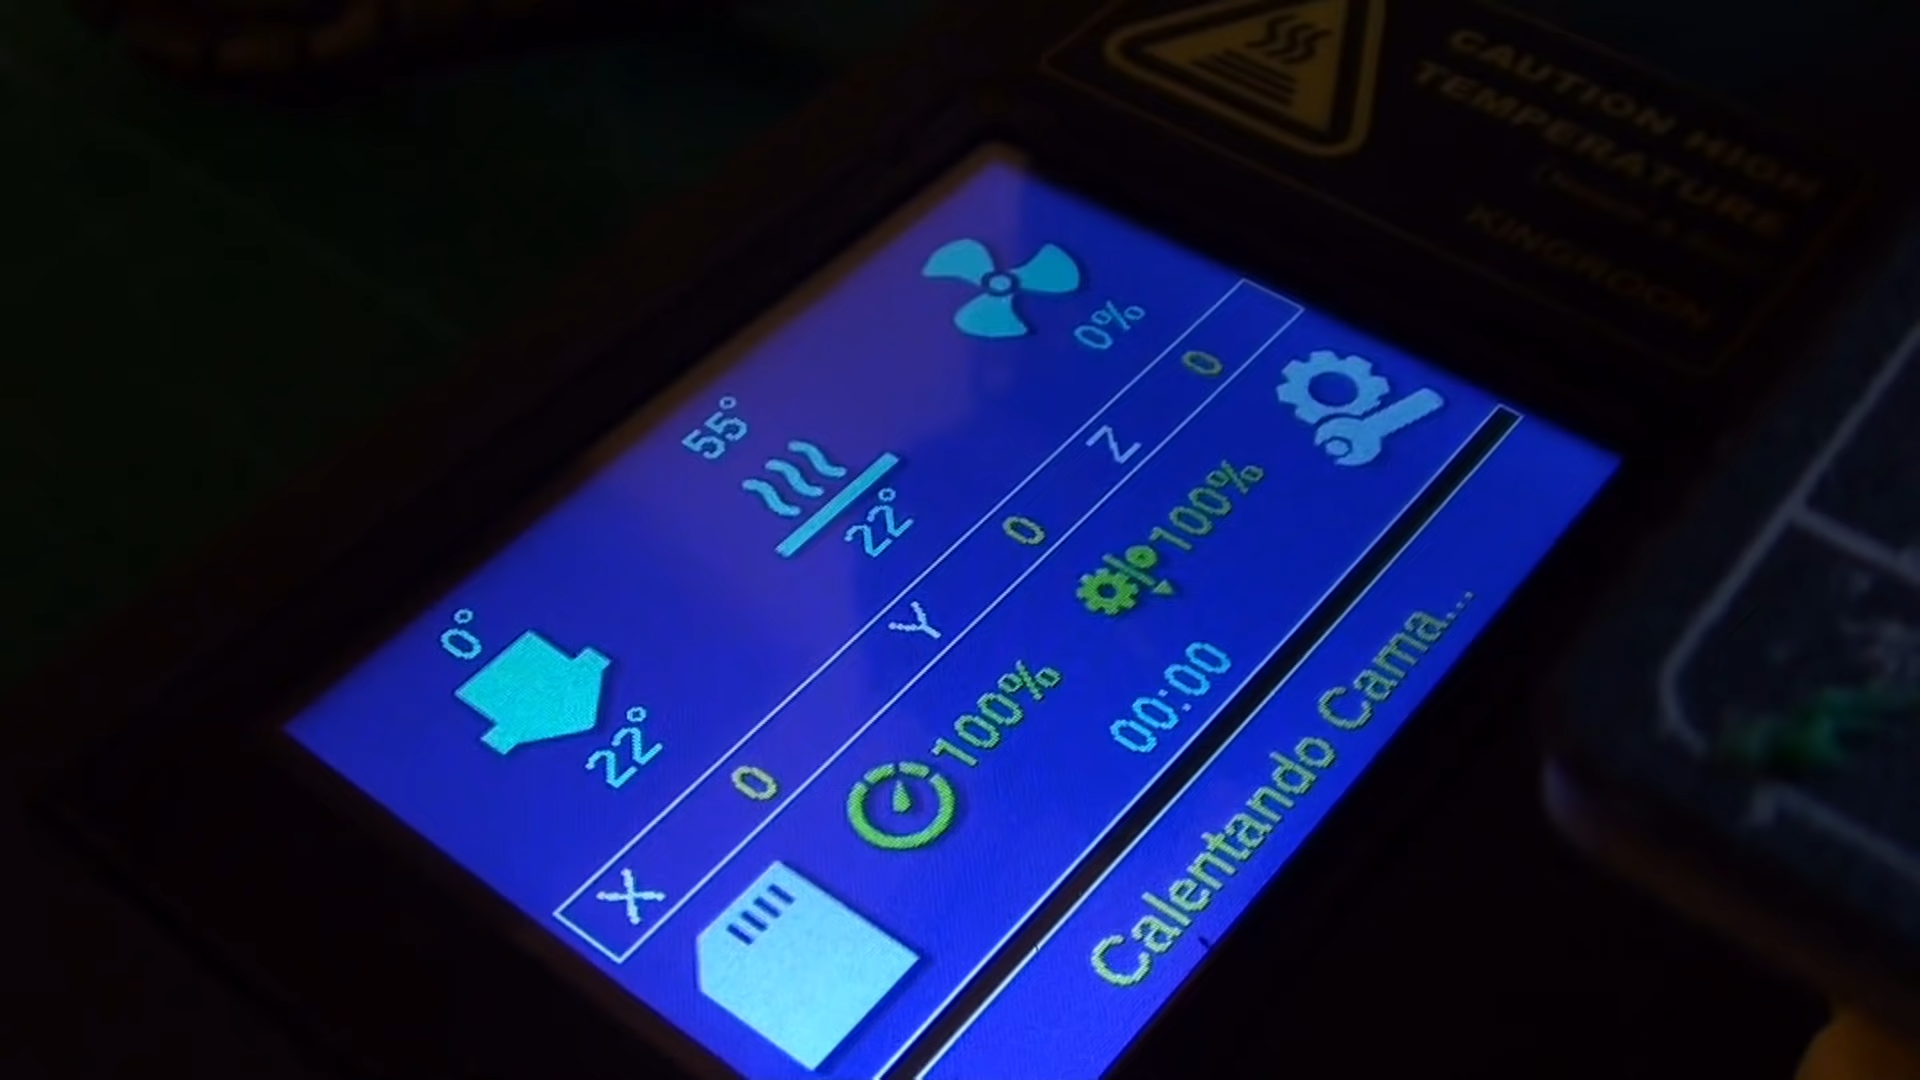 CAUTION HIGH
TEMPERATURE
KINGROON
0° 55°
22° 22° 0%
X 0 Y 0 Z 0
100% 100%
00:00
Calentando Cama...